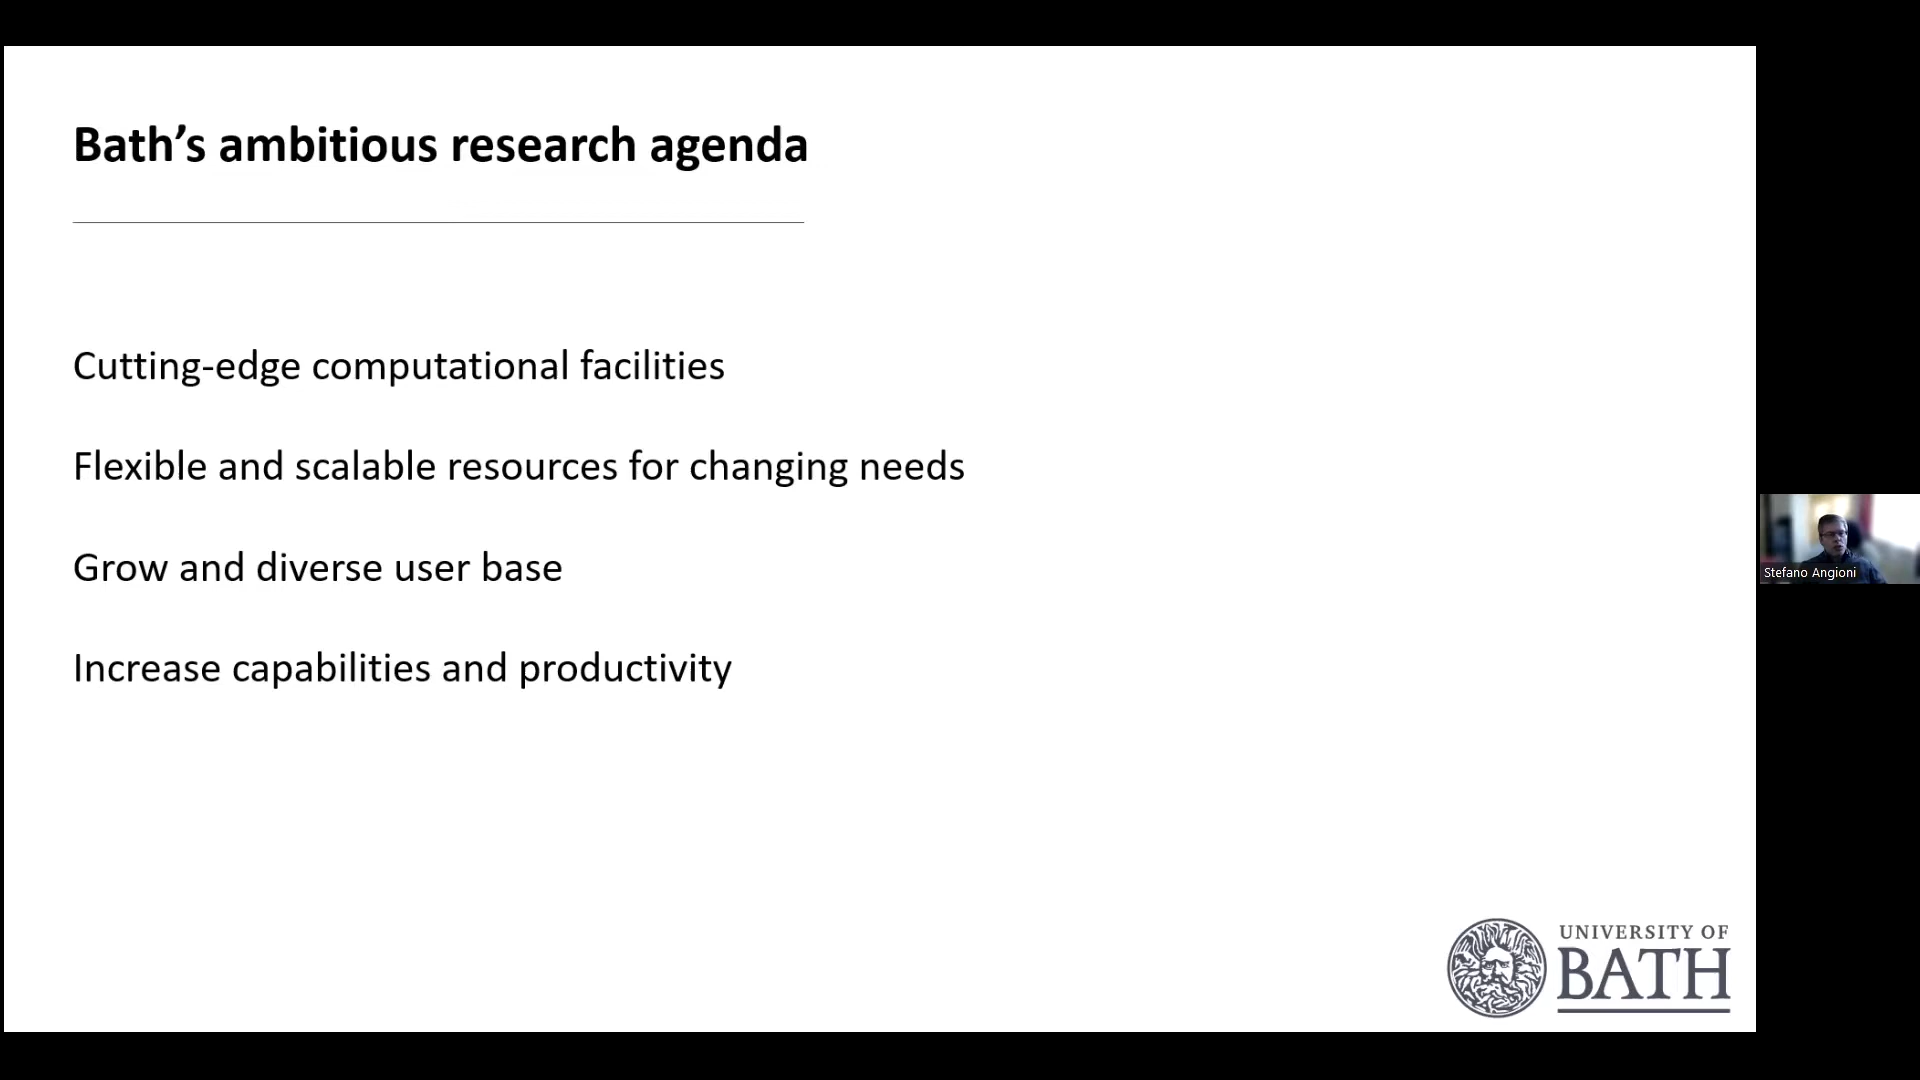 Bath’s ambitious research agenda
Cutting-edge computational facilities
Flexible and scalable resources for changing needs
Grow and diverse user base
Increase capabilities and productivity
Stefano Angioni
UNIVERSITY OF
BATH